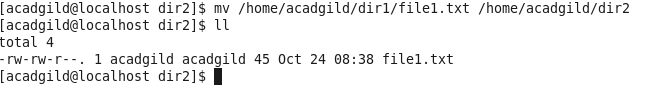 [acadgild@localhost dir2]$ mv /home/acadgild/dir1/file1.txt /home/acadgild/dir2
[acadgild@localhost dir2]$ ll
total 4
-rw-rw-r--. 1 acadgild acadgild 45 Oct 24 08:38 file1.txt
[acadgild@localhost dir2]$